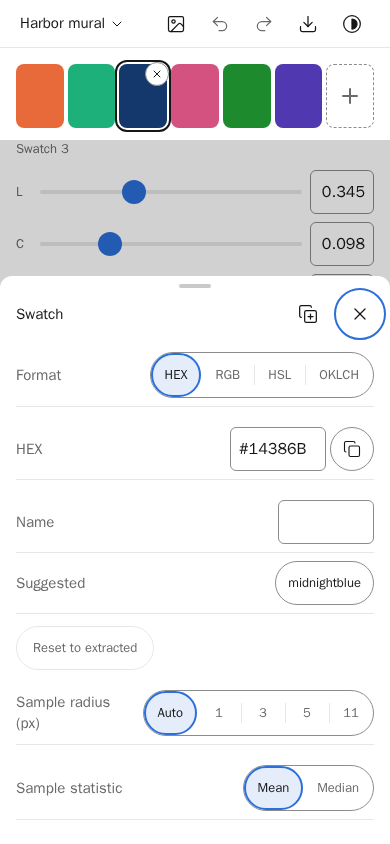 Harbor mural
Swatch 3
L 0.345
C 0.098
Swatch
Format HEX RGB HSL OKLCH
HEX #14386B
Name
Suggested midnightblue
Reset to extracted
Sample radius (px) Auto 1 3 5 11
Sample statistic Mean Median